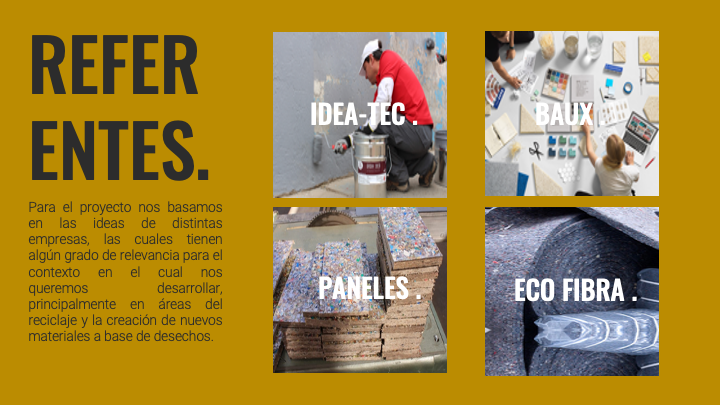 REFER
ENTES.
Para el proyecto nos basamos
en las ideas de distintas
empresas, las cuales tienen
algún grado de relevancia para el
contexto en el cual nos
queremos desarrollar,
principalmente en áreas del
reciclaje y la creación de nuevos
materiales a base de desechos.
IDEA-TEC .
BAUX .
PANELES .
ECO FIBRA .